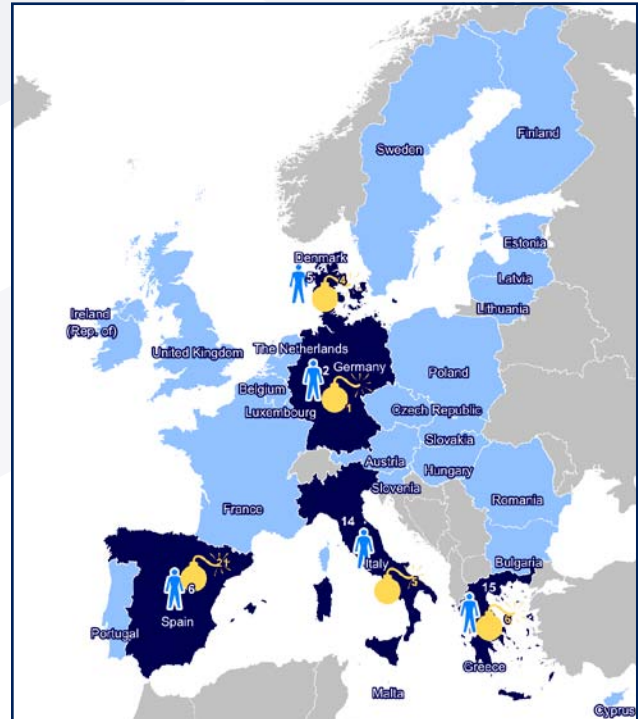 Finland
Sweden
Estonia
Denmark
5
4
Latvia
Lithuania
Ireland
(Rep. of)
United Kingdom
The Netherlands
2
Germany
Poland
Belgium
1
Luxembourg
Czech Republic
Slovakia
Austria
Hungary
Slovenia
Romania
France
14
Italy
Bulgaria
21
6
5
15
6
Portugal
Spain
Greece
Malta
Cyprus